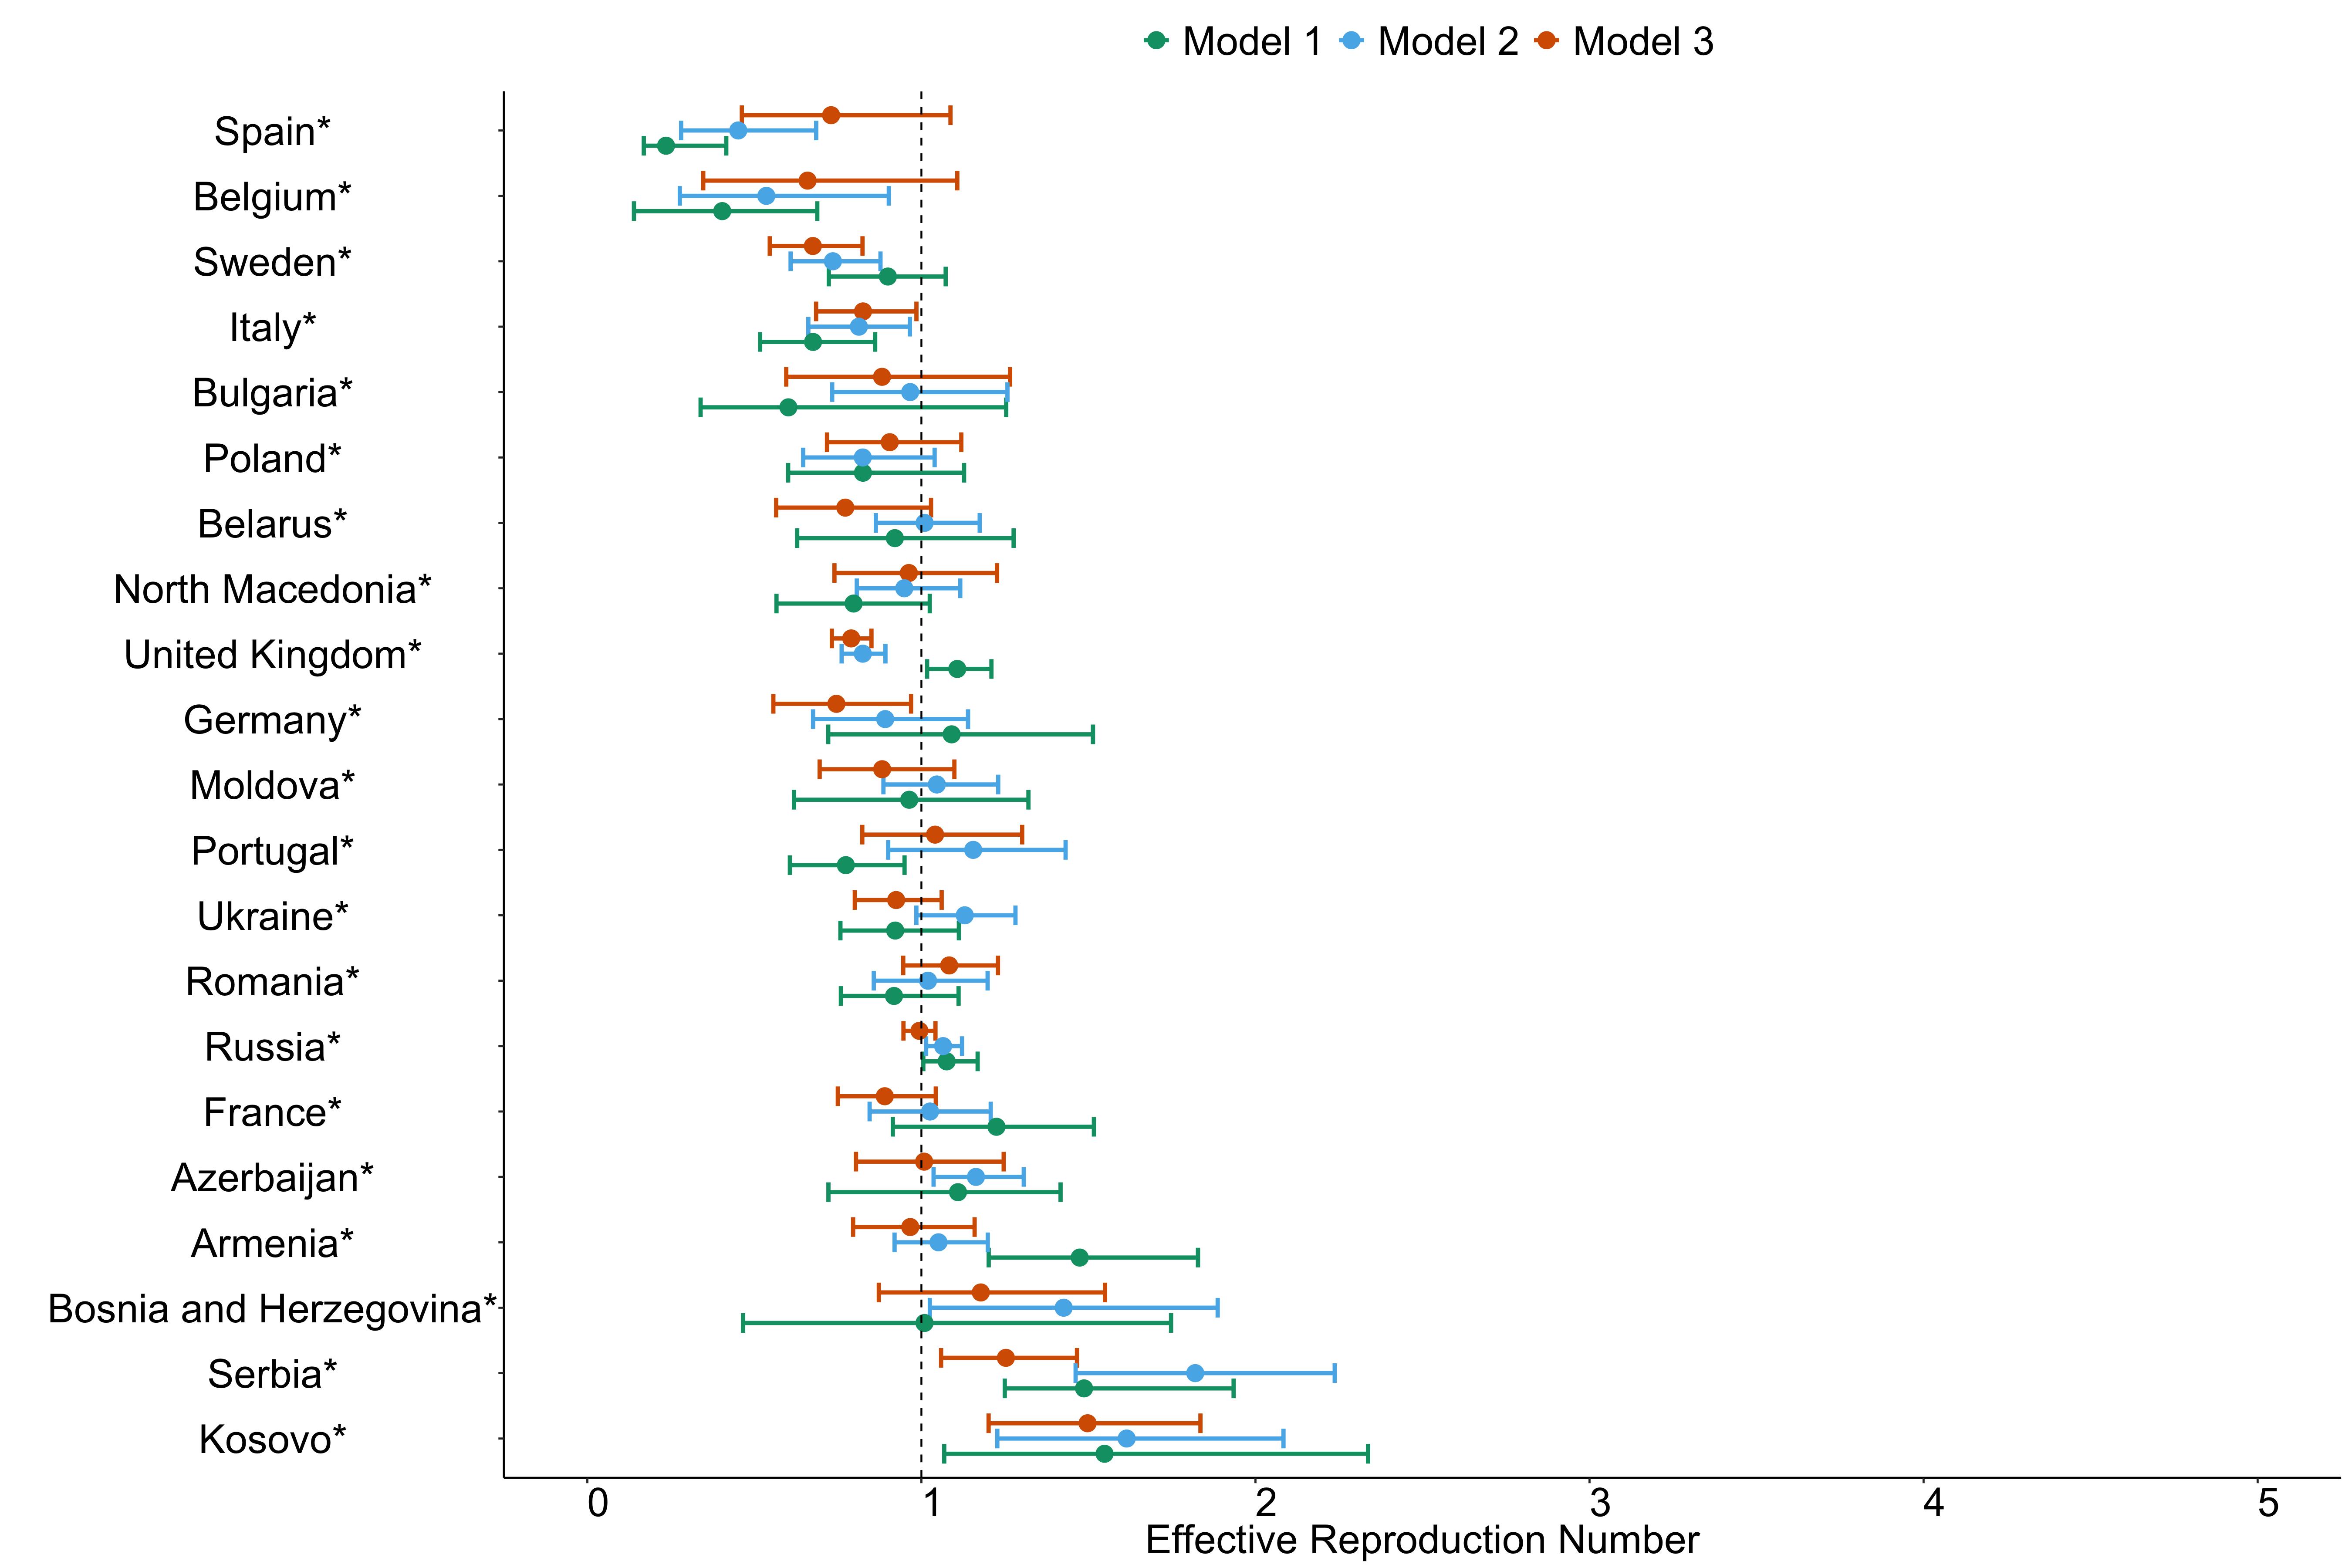 Model 1 Model 2 Model 3
Spain*
Belgium*
Sweden*
Italy*
Bulgaria*
Poland*
Belarus*
North Macedonia*
United Kingdom*
Germany*
Moldova*
Portugal*
Ukraine*
Romania*
Russia*
France*
Azerbaijan*
Armenia*
Bosnia and Herzegovina*
Serbia*
Kosovo*
0 1 2 3 4 5
Effective Reproduction Number